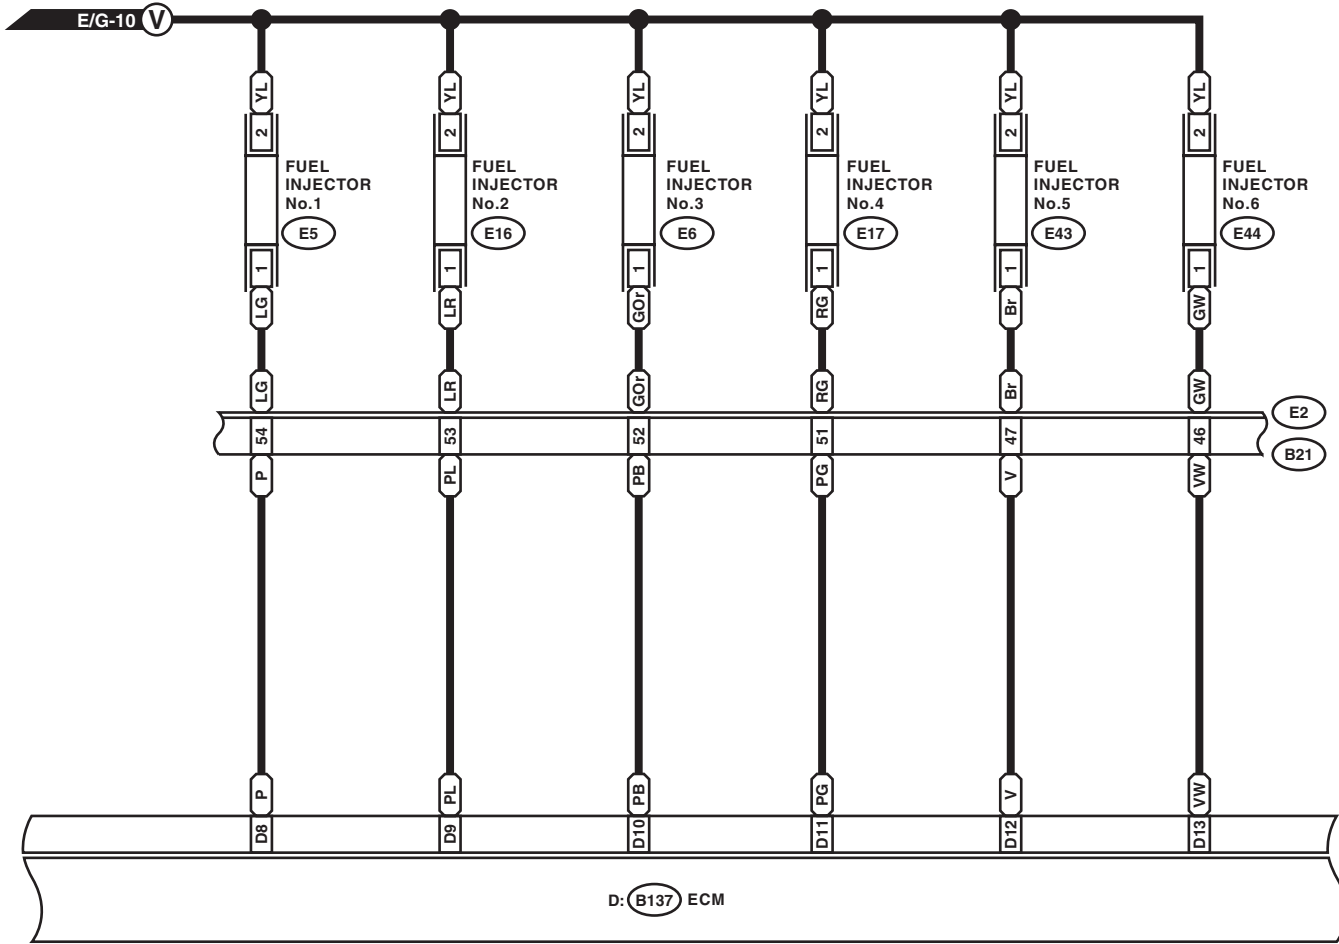 E/G-10 V
YL YL YL YL YL YL
2 2 2 2 2 2
FUEL
INJECTOR
No.1
E5
FUEL
INJECTOR
No.2
E16
FUEL
INJECTOR
No.3
E6
FUEL
INJECTOR
No.4
E17
FUEL
INJECTOR
No.5
E43
FUEL
INJECTOR
No.6
E44
1 1 1 1 1 1
LG LR GOr RG Br GW
LG LR GOr RG Br GW
E2
54 53 52 51 47 46
B21
P PL PB PG V VW
P PL PB PG V VW
D8 D9 D10 D11 D12 D13
D: B137 ECM